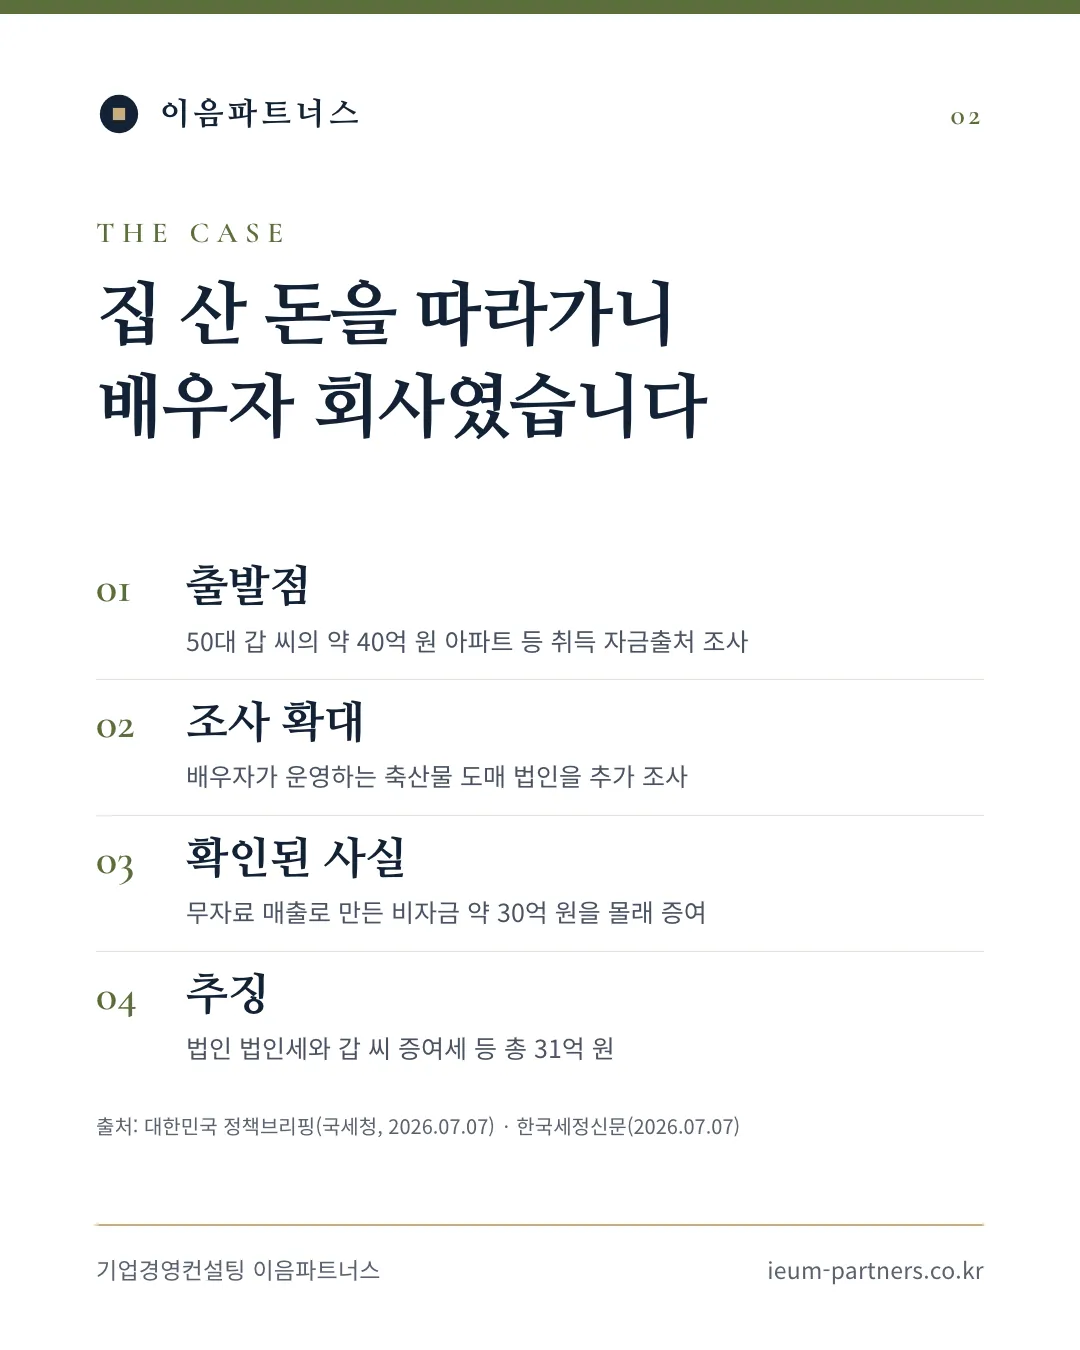 이음파트너스
02
THE CASE
집 산 돈을 따라가니
배우자 회사였습니다
01 출발점
50대 갑 씨의 약 40억 원 아파트 등 취득 자금출처 조사
02 조사 확대
배우자가 운영하는 축산물 도매 법인을 추가 조사
03 확인된 사실
무자료 매출로 만든 비자금 약 30억 원을 몰래 증여
04 추징
법인 법인세와 갑 씨 증여세 등 총 31억 원
출처: 대한민국 정책브리핑(국세청, 2026.07.07) · 한국세정신문(2026.07.07)
기업경영컨설팅 이음파트너스
ieum-partners.co.kr